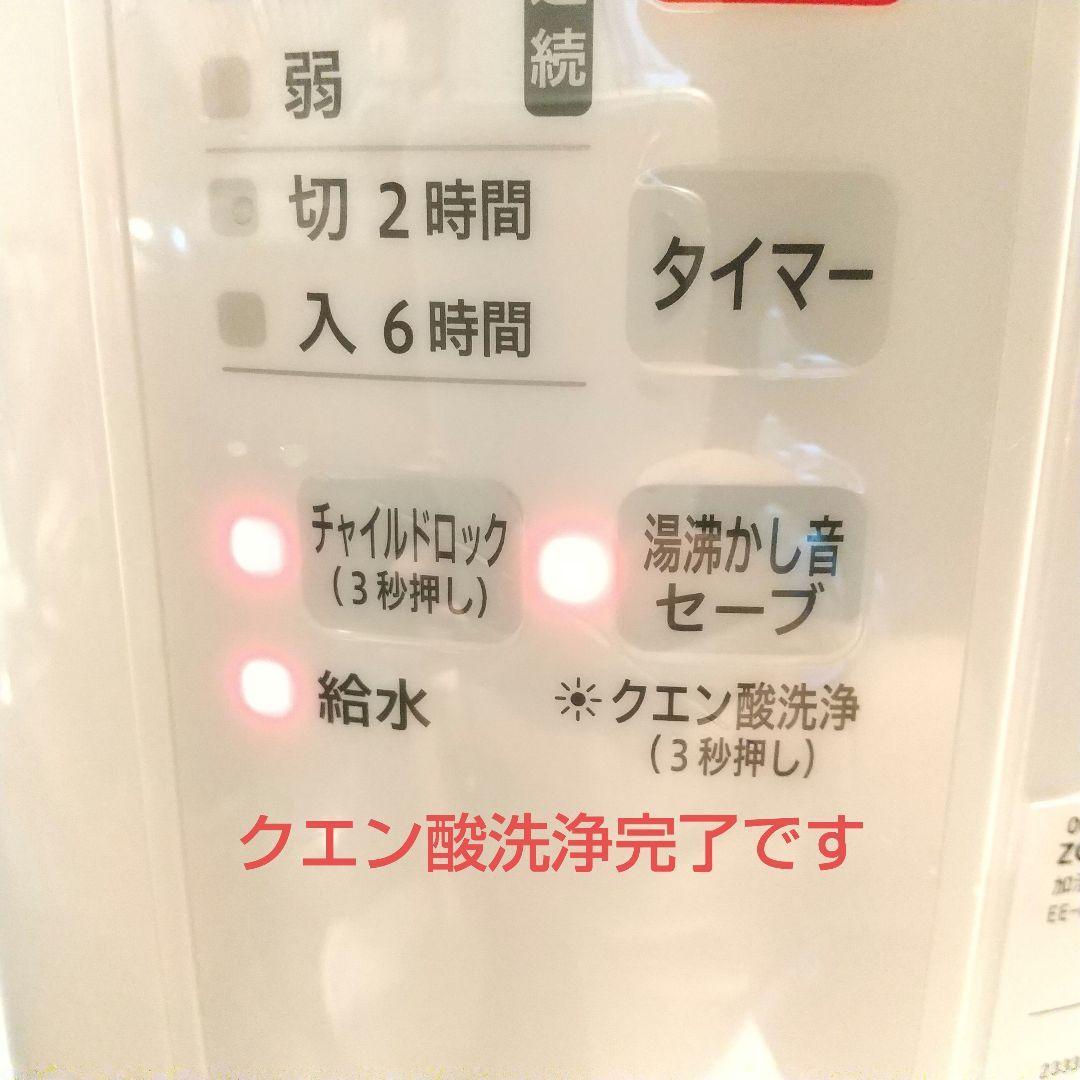 続
弱
切 2時間
入 6時間
タイマー
チャイルドロック
(3秒押し)
湯沸かし音
セーブ
給水
クエン酸洗浄
(3秒押し)
クエン酸洗浄完了です